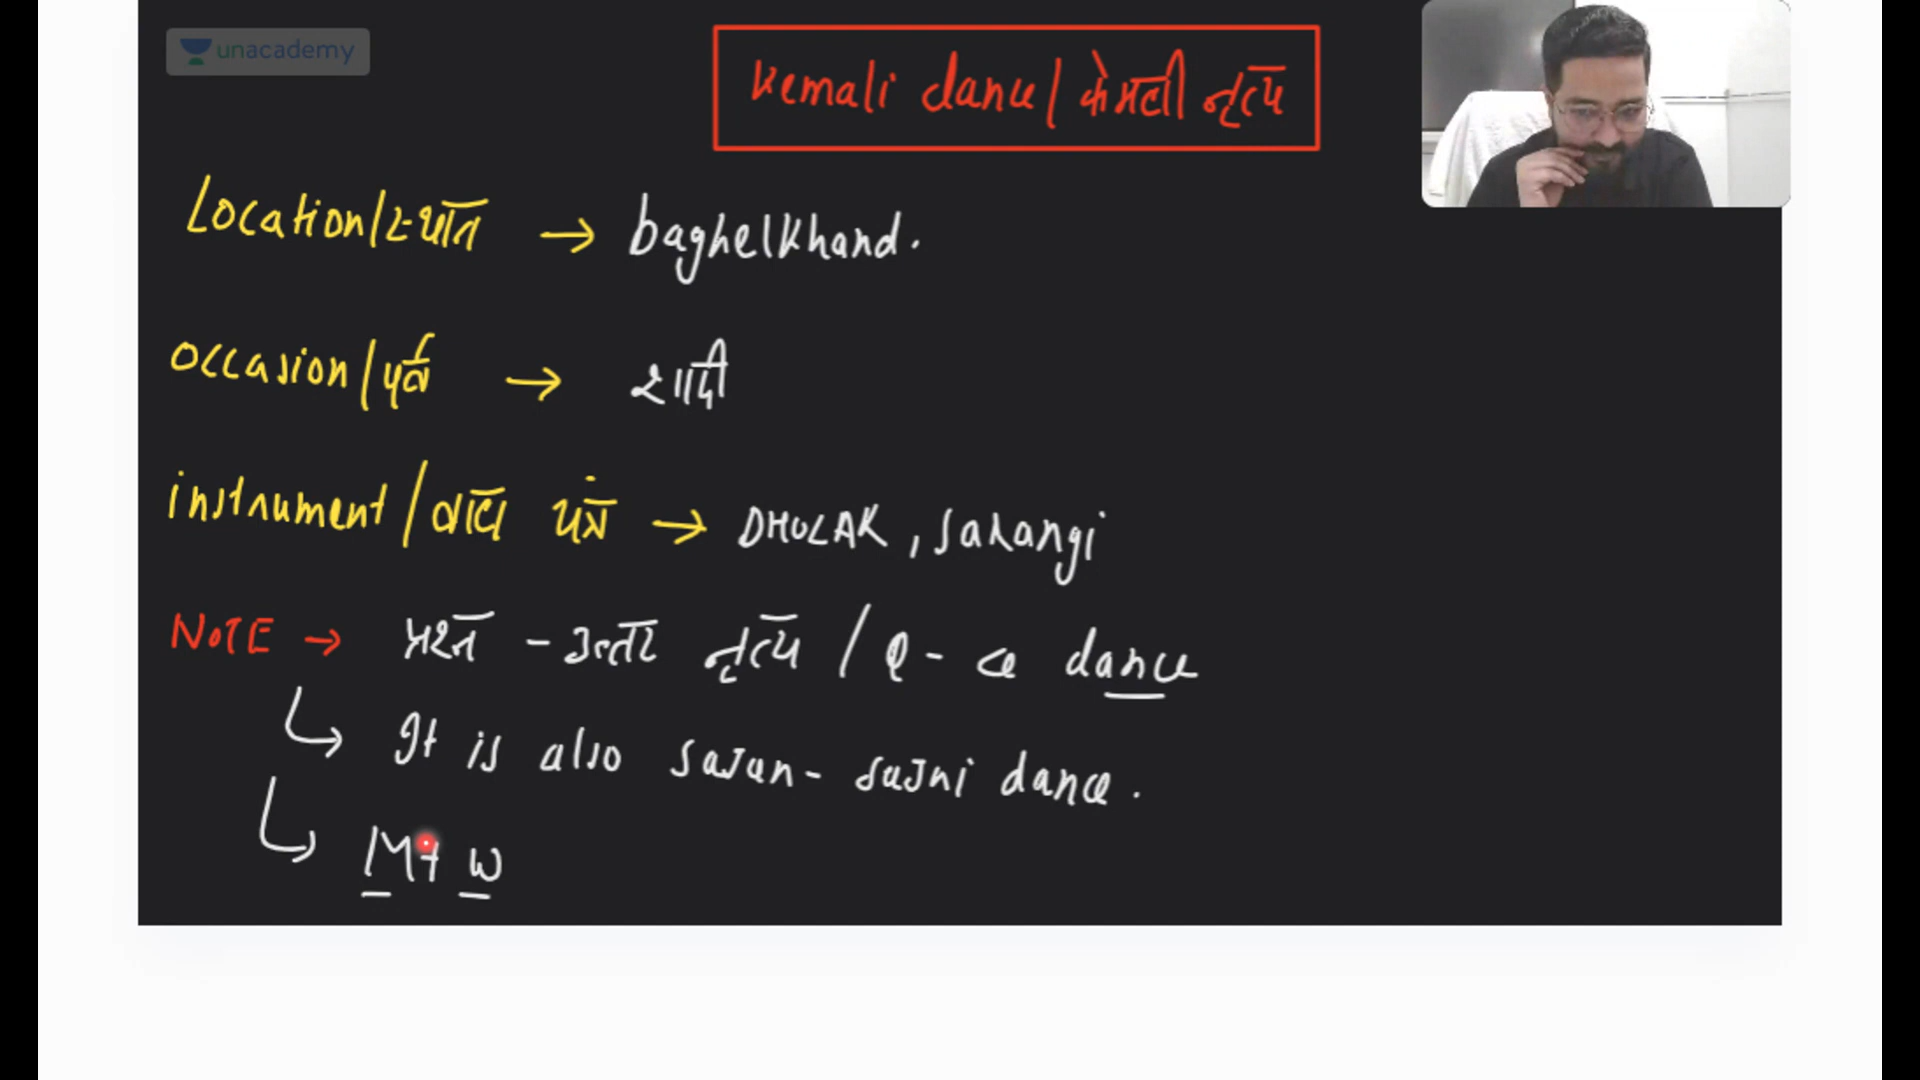 unacademy
Kemali dance / केमाली नृत्य
Location / स्थान → baghelkhand.
Occasion / पर्व → शादी
instrument / वाद्य यंत्र → DHOLAK, sarangi
NOTE → प्रश्न - उत्तर नृत्य / Q - a dance
↳ It is also sajan - sajni dance.
↳ M+ W